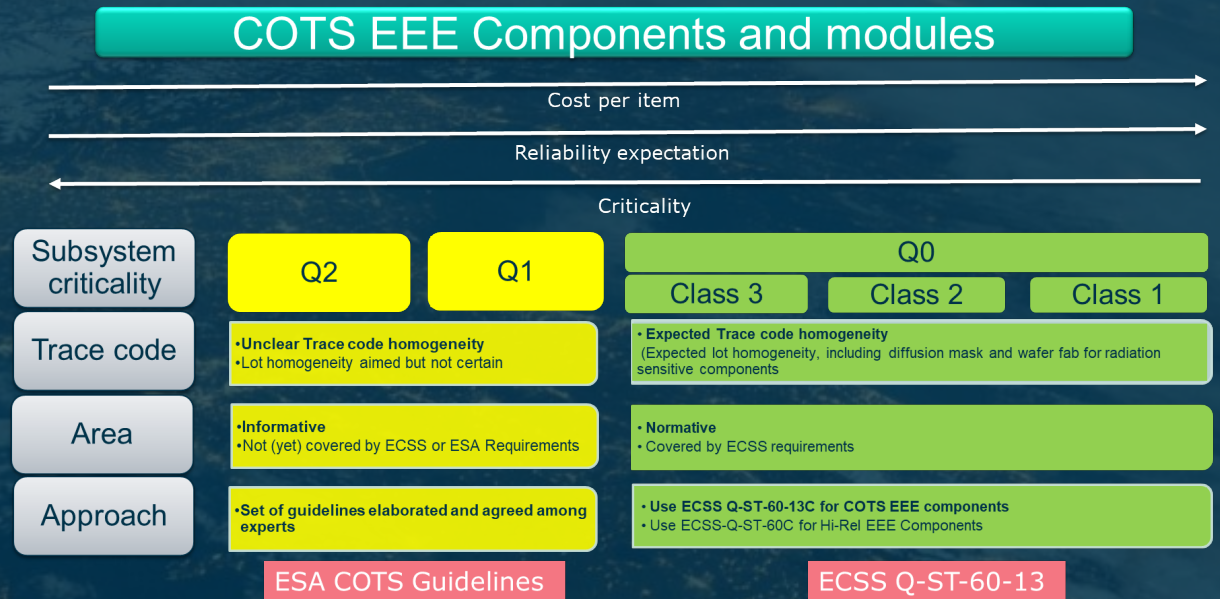 COTS EEE Components and modules
Cost per item
Reliability expectation
Criticality
Subsystem
criticality
Q2
Q1
Q0
Class 3
Class 2
Class 1
Trace code
•Unclear Trace code homogeneity
•Lot homogeneity aimed but not certain
• Expected Trace code homogeneity
(Expected lot homogeneity, including diffusion mask and wafer fab for radiation
sensitive components
Area
•Informative
•Not (yet) covered by ECSS or ESA Requirements
• Normative
• Covered by ECSS requirements
Approach
•Set of guidelines elaborated and agreed among
experts
• Use ECSS Q-ST-60-13C for COTS EEE components
• Use ECSS-Q-ST-60C for Hi-Rel EEE Components
ESA COTS Guidelines
ECSS Q-ST-60-13